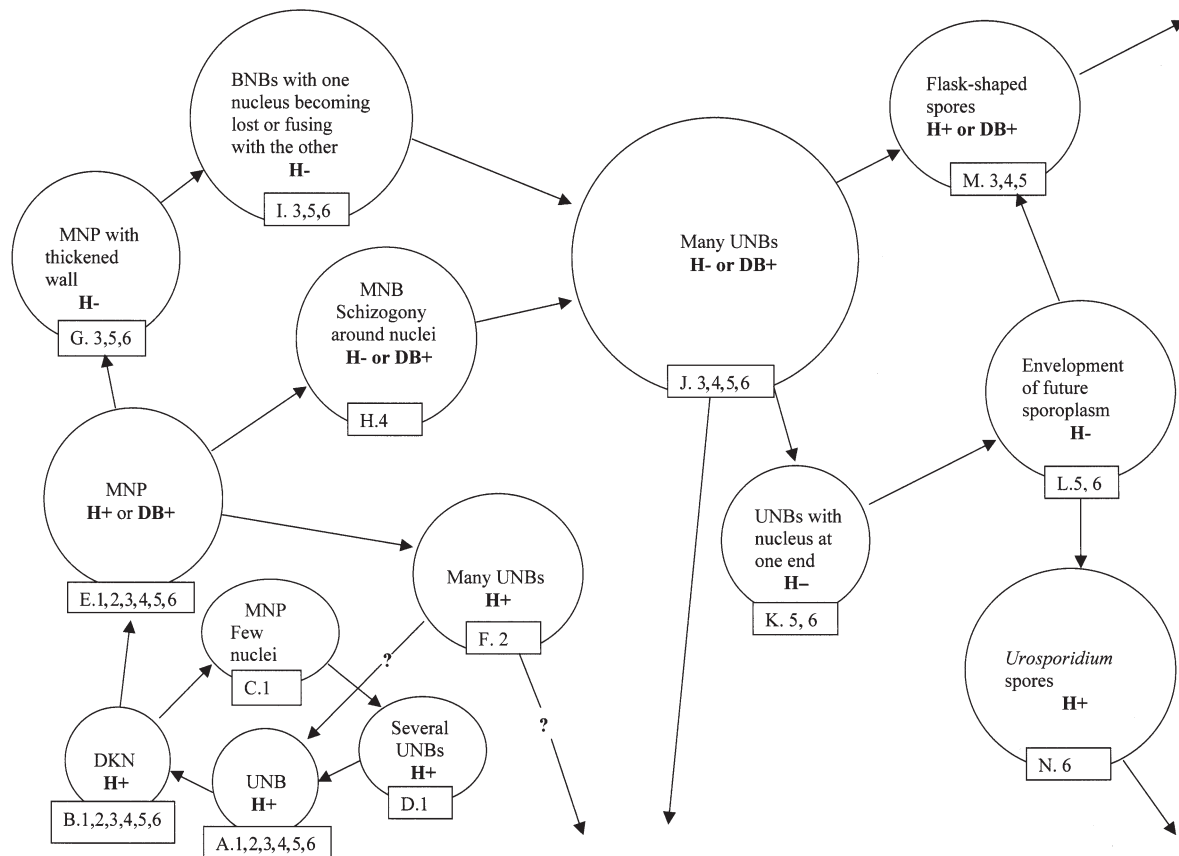 BNBs with one
nucleus becoming
lost or fusing
with the other
H-
I. 3,5,6
Flask-shaped
spores
H+ or DB+
M. 3,4,5
MNP with
thickened
wall
H-
G. 3,5,6
MNB
Schizogony
around nuclei
H- or DB+
H.4
Many UNBs
H- or DB+
J. 3,4,5,6
Envelopment
of future
sporoplasm
H-
L.5, 6
MNP
H+ or DB+
E.1,2,3,4,5,6
Many UNBs
H+
F. 2
UNBs with
nucleus at
one end
H–
K. 5, 6
MNP
Few
nuclei
C.1
?
?
DKN
H+
B.1,2,3,4,5,6
UNB
H+
A.1,2,3,4,5,6
Several
UNBs
H+
D.1
Urosporidium
spores
H+
N. 6